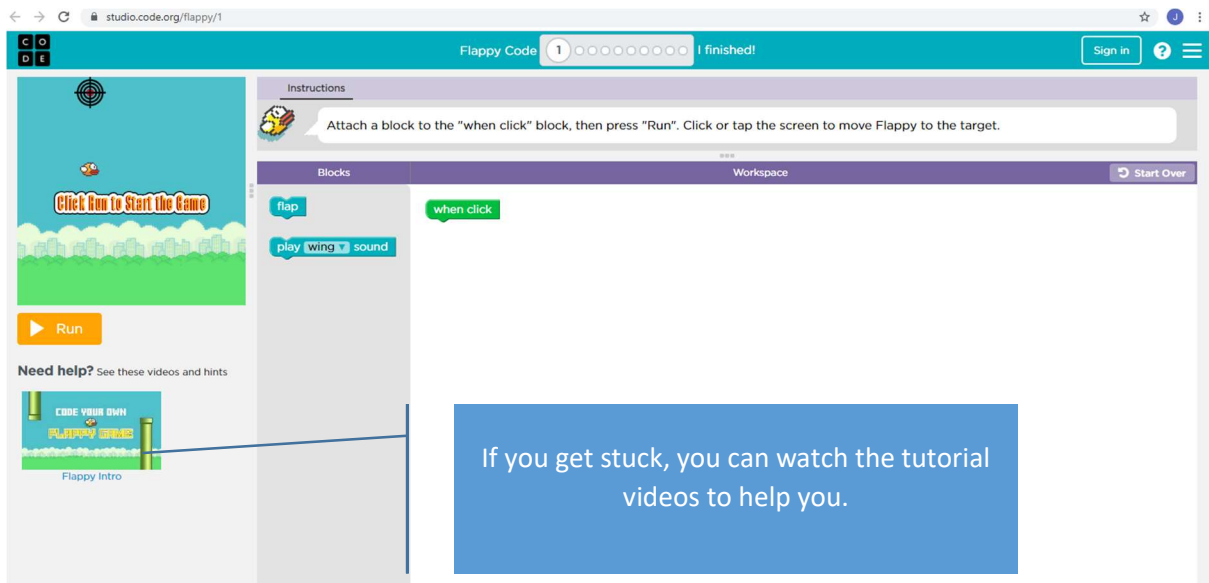 studio.code.org/flappy/1
J
CO
DE
Flappy Code 1 I finished!
Sign in ?
Instructions
Attach a block to the "when click" block, then press "Run". Click or tap the screen to move Flappy to the target.
Blocks
Workspace
Start Over
Click Run to Start the Game
flap
when click
play wing sound
Run
Need help? See these videos and hints
CODE YOUR OWN
FLAPPY GAME
Flappy Intro
If you get stuck, you can watch the tutorial
videos to help you.